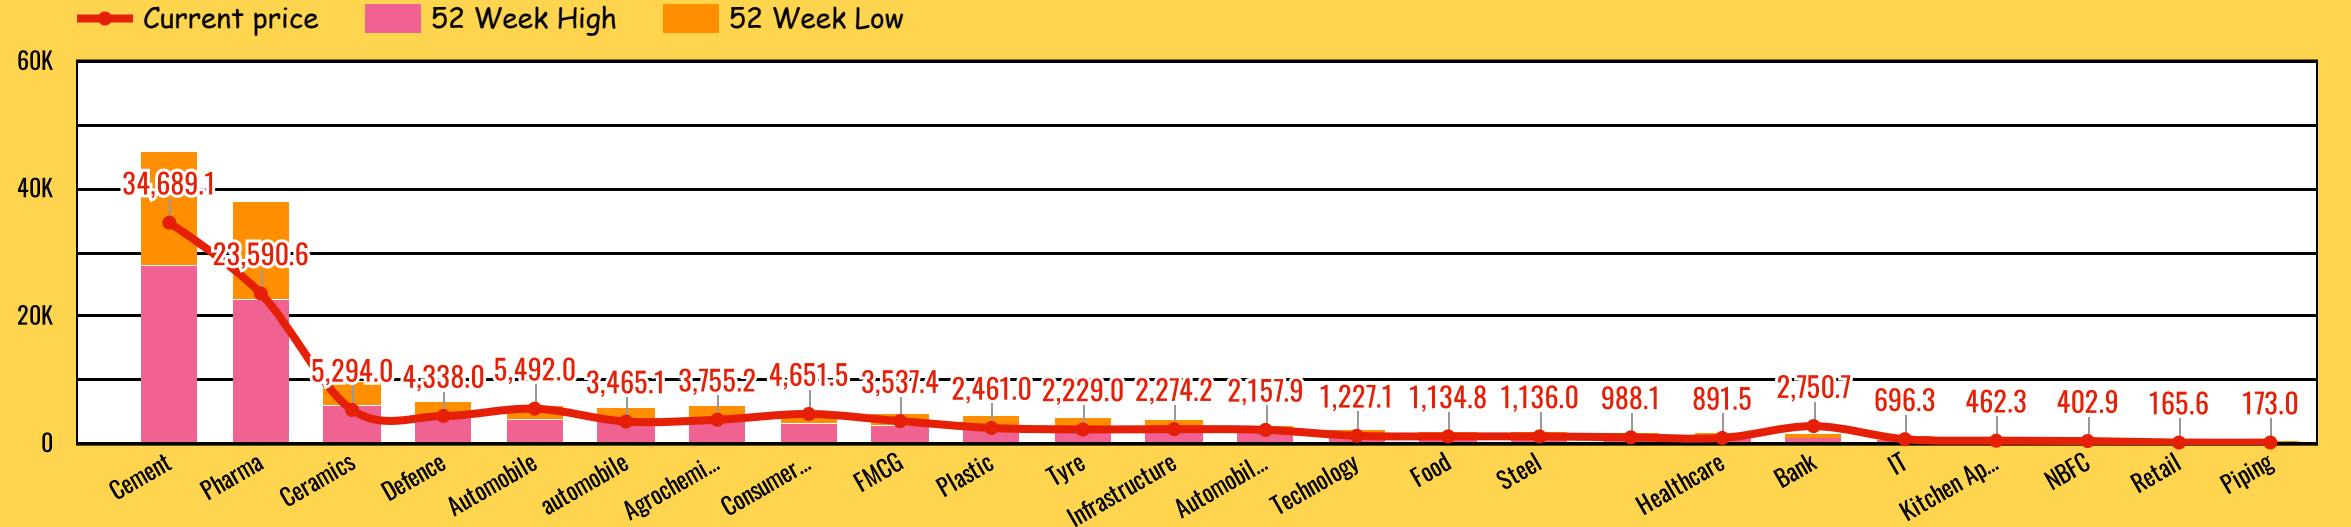 Current price 52 Week High 52 Week Low
60K
40K
20K
0
34,689.1 23,590.6 5,294.0 4,338.0 5,492.0 3,465.1 3,755.2 4,651.5 3,537.4 2,461.0 2,229.0 2,274.2 2,157.9 1,227.1 1,134.8 1,136.0 988.1 891.5 2,750.7 696.3 462.3 402.9 165.6 173.0
Cement Pharma Ceramics Defence Automobile automobile Agrochemi... Consumer... FMCG Plastic Tyre Infrastructure Automobil... Technology Food Steel Healthcare Bank IT Kitchen Ap... NBFC Retail Piping